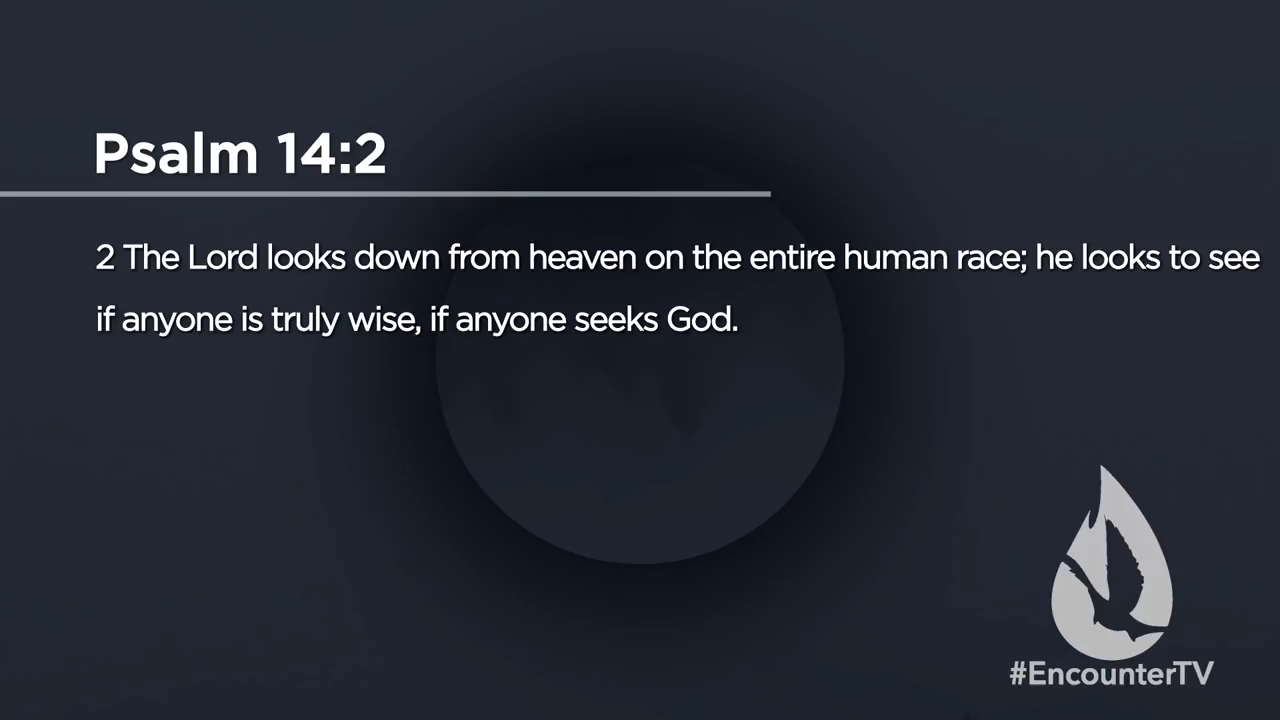 Psalm 14:2
2 The Lord looks down from heaven on the entire human race; he looks to see
if anyone is truly wise, if anyone seeks God.
#EncounterTV